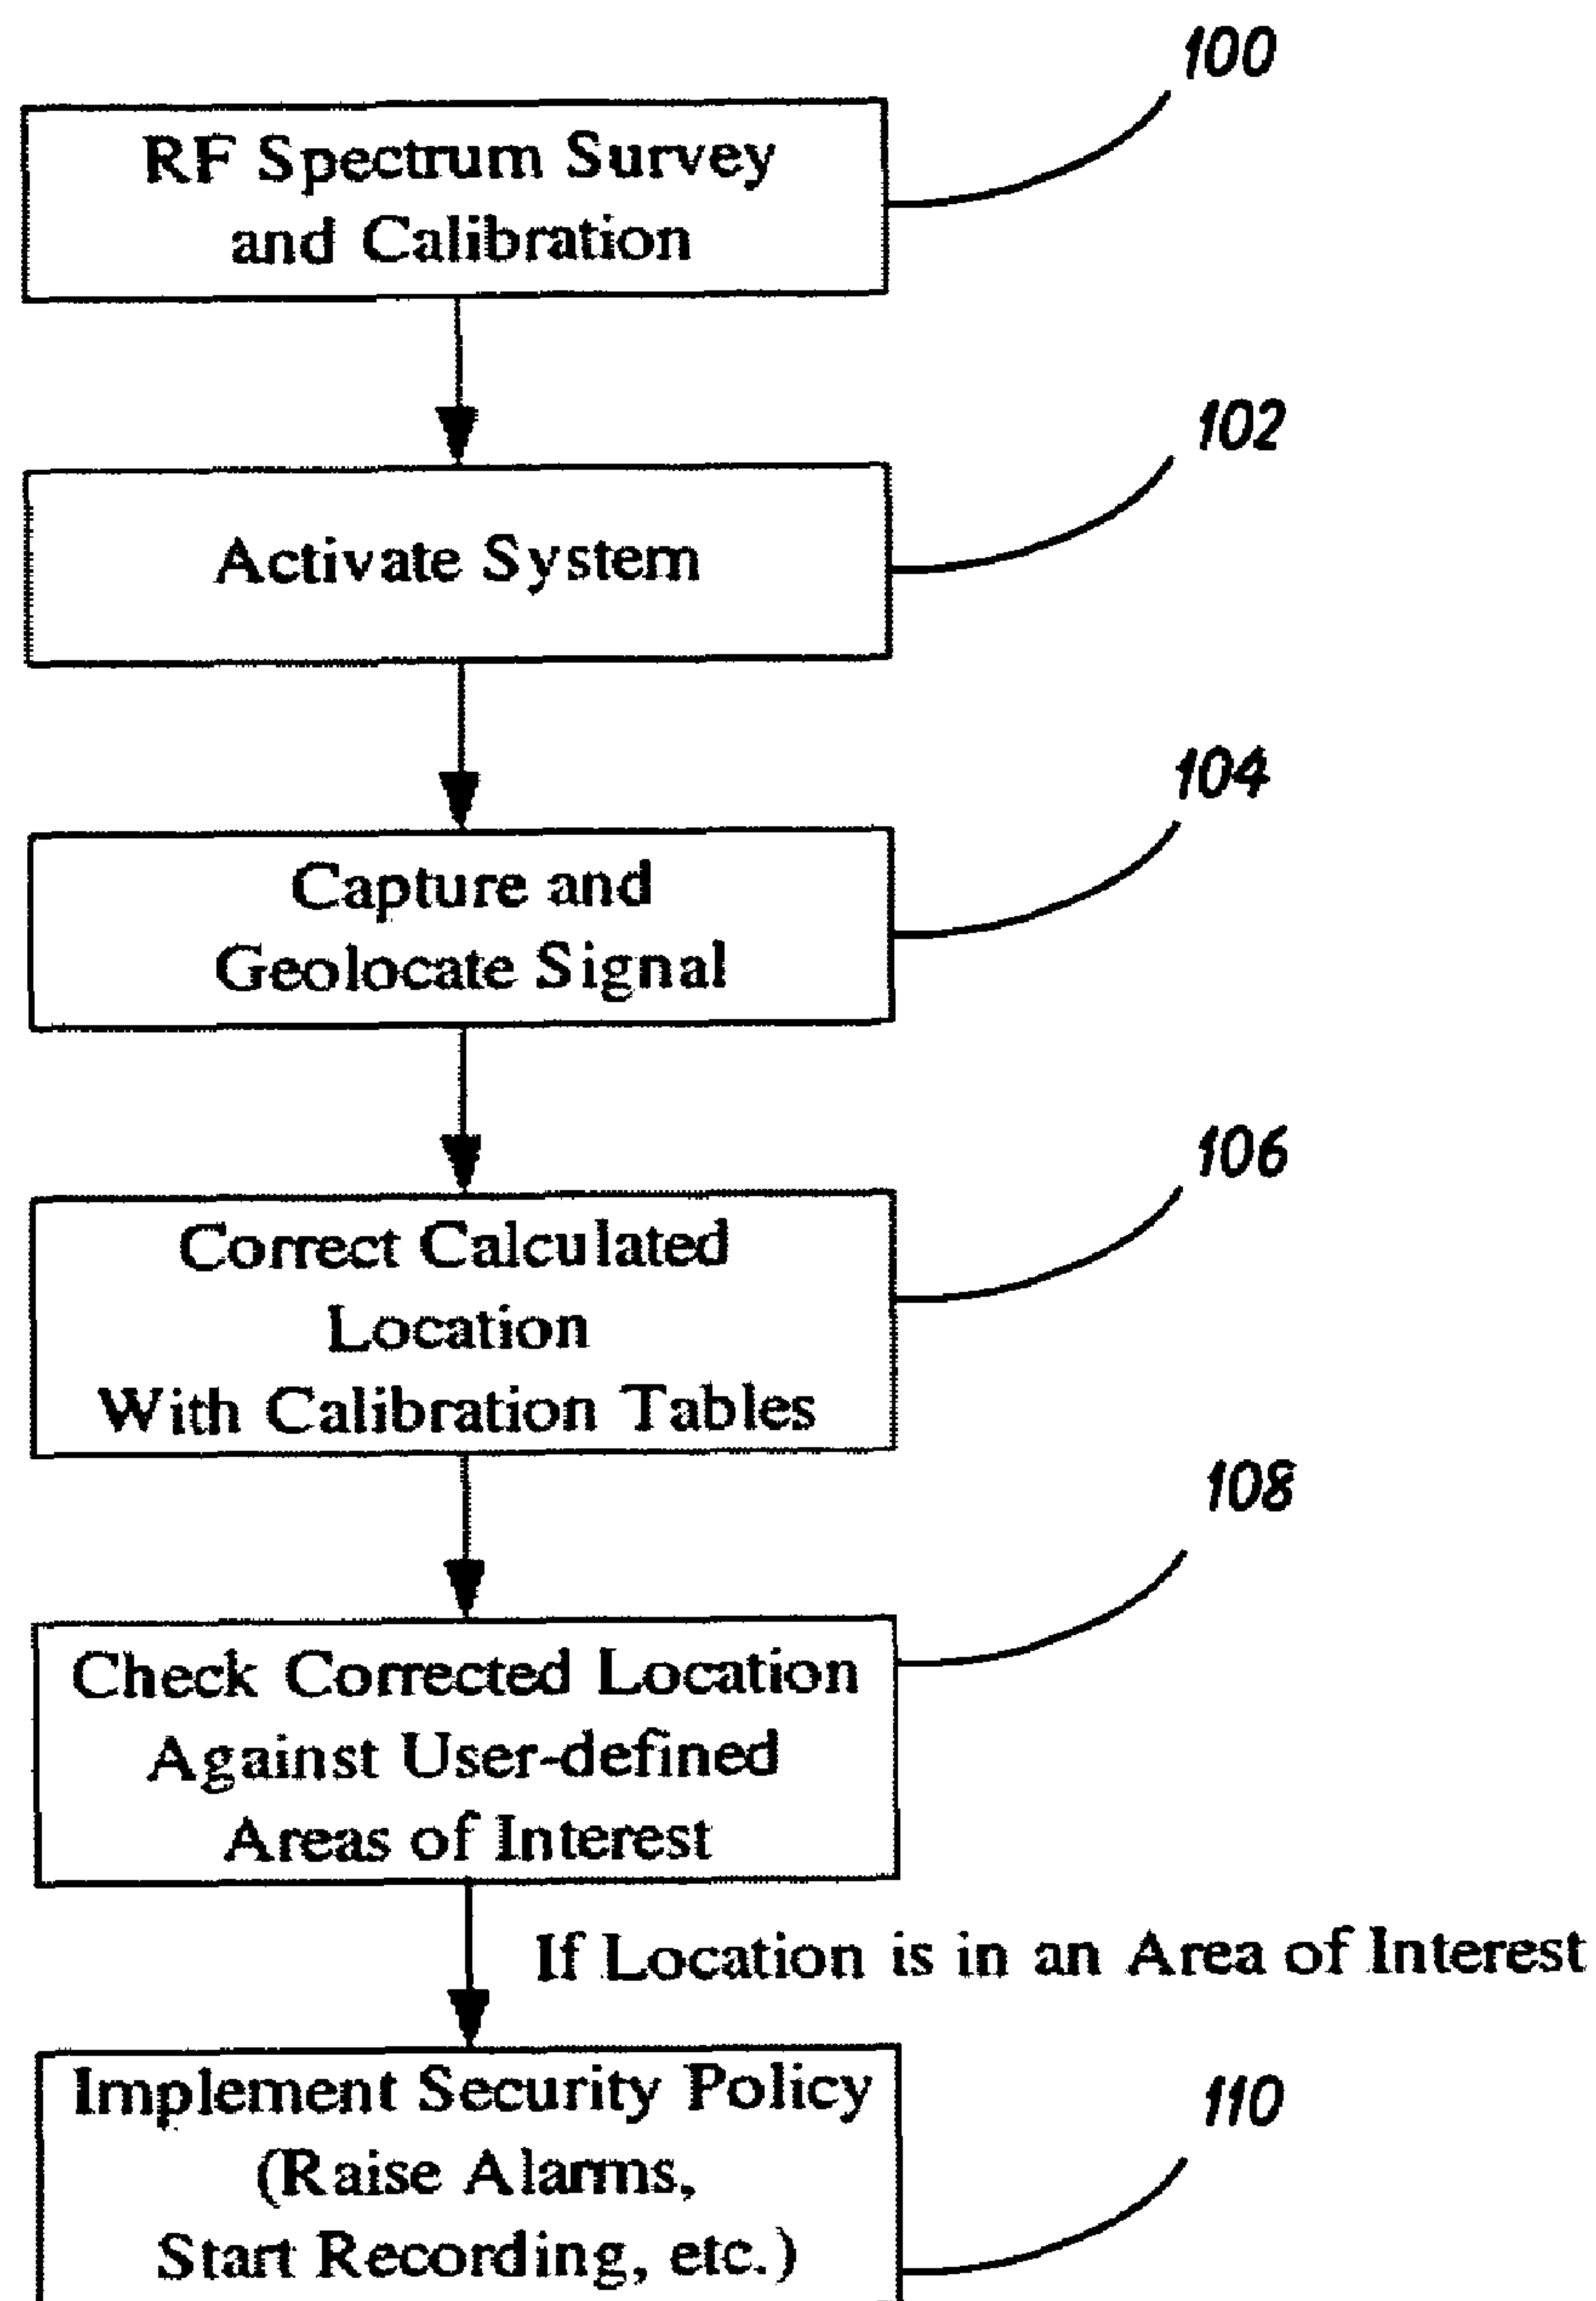 100
RF Spectrum Survey
and Calibration
102
Activate System
104
Capture and
Geolocate Signal
106
Correct Calculated
Location
With Calibration Tables
108
Check Corrected Location
Against User-defined
Areas of Interest
If Location is in an Area of Interest
110
Implement Security Policy
(Raise Alarms,
Start Recording, etc.)